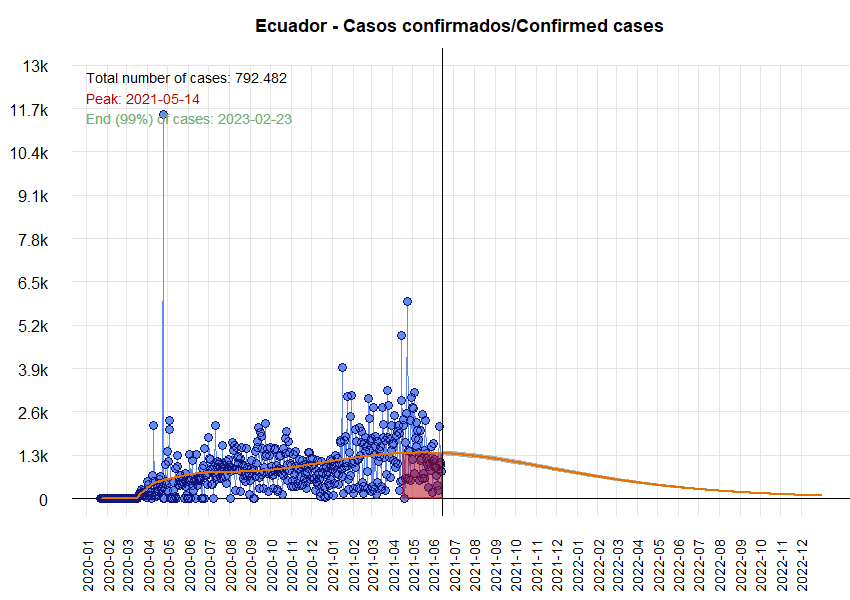 Ecuador - Casos confirmados/Confirmed cases
13k
Total number of cases: 792.482
Peak: 2021-05-14
11.7k
End (99%) of cases: 2023-02-23
10.4k
9.1k
7.8k
6.5k
5.2k
3.9k
2.6k
1.3k
0
2020-01
2020-02
2020-03
2020-04
2020-05
2020-06
2020-07
2020-08
2020-09
2020-10
2020-11
2020-12
2021-01
2021-02
2021-03
2021-04
2021-05
2021-06
2021-07
2021-08
2021-09
2021-10
2021-11
2021-12
2022-01
2022-02
2022-03
2022-04
2022-05
2022-06
2022-07
2022-08
2022-09
2022-10
2022-11
2022-12